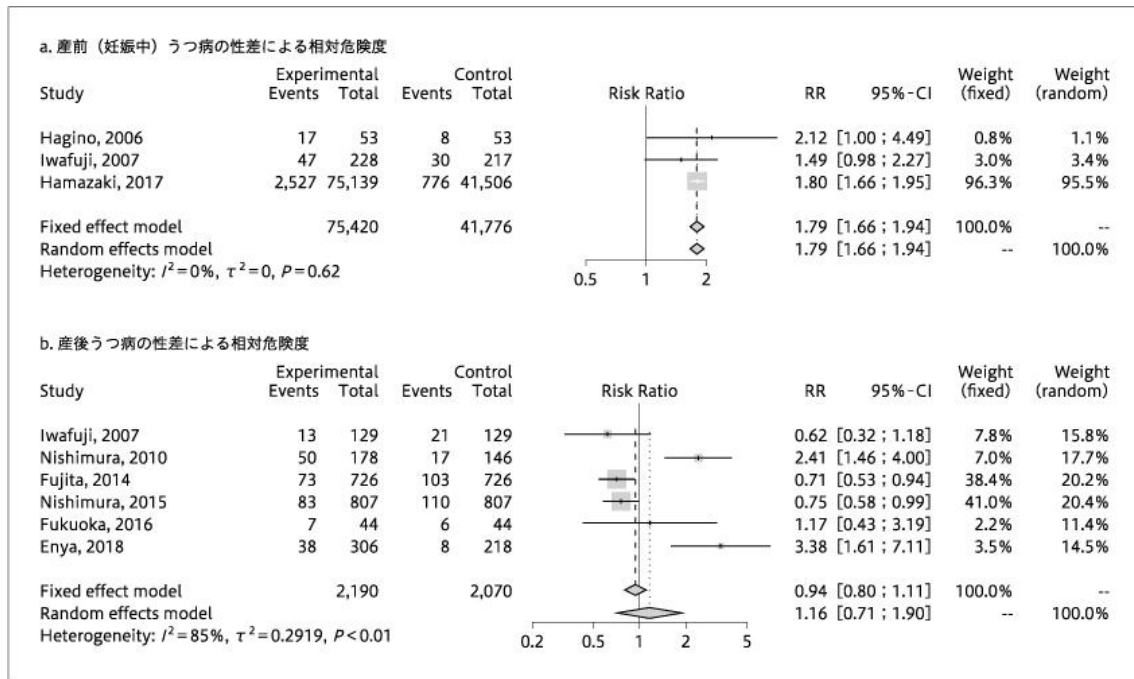 a. 産前（妊娠中）うつ病の性差による相対危険度
Experimental Control Weight Weight
Study Events Total Events Total Risk Ratio RR 95%-CI (fixed) (random)
Hagino, 2006 17 53 8 53 2.12 [1.00 ; 4.49] 0.8% 1.1%
Iwafuji, 2007 47 228 30 217 1.49 [0.98 ; 2.27] 3.0% 3.4%
Hamazaki, 2017 2,527 75,139 776 41,506 1.80 [1.66 ; 1.95] 96.3% 95.5%
Fixed effect model 75,420 41,776 1.79 [1.66 ; 1.94] 100.0% --
Random effects model 1.79 [1.66 ; 1.94] -- 100.0%
Heterogeneity: I²=0%, τ²=0, P=0.62
0.5 1 2
b. 産後うつ病の性差による相対危険度
Experimental Control Weight Weight
Study Events Total Events Total Risk Ratio RR 95%-CI (fixed) (random)
Iwafuji, 2007 13 129 21 129 0.62 [0.32 ; 1.18] 7.8% 15.8%
Nishimura, 2010 50 178 17 146 2.41 [1.46 ; 4.00] 7.0% 17.7%
Fujita, 2014 73 726 103 726 0.71 [0.53 ; 0.94] 38.4% 20.2%
Nishimura, 2015 83 807 110 807 0.75 [0.58 ; 0.99] 41.0% 20.4%
Fukuoka, 2016 7 44 6 44 1.17 [0.43 ; 3.19] 2.2% 11.4%
Enya, 2018 38 306 8 218 3.38 [1.61 ; 7.11] 3.5% 14.5%
Fixed effect model 2,190 2,070 0.94 [0.80 ; 1.11] 100.0% --
Random effects model 1.16 [0.71 ; 1.90] -- 100.0%
Heterogeneity: I²=85%, τ²=0.2919, P<0.01
0.2 0.5 1 2 5